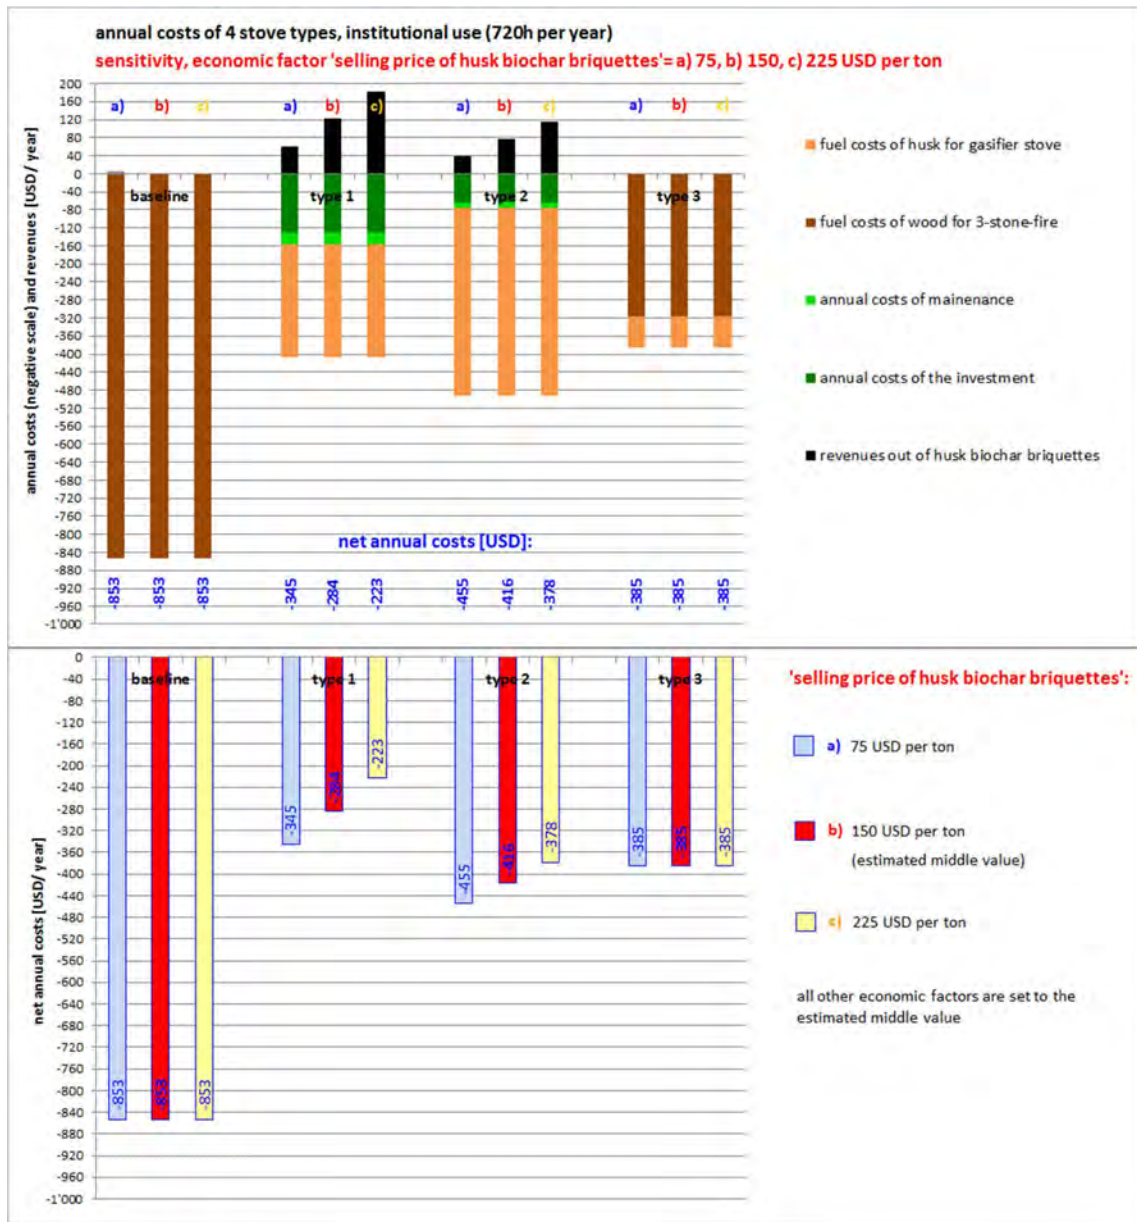 annual costs of 4 stove types, institutional use (720h per year)
sensitivity, economic factor 'selling price of husk biochar briquettes'= a) 75, b) 150, c) 225 USD per ton
annual costs (negative scale) and revenues [USD/ year]
200
160
120
80
40
0
-40
-80
-120
-160
-200
-240
-280
-320
-360
-400
-440
-480
-520
-560
-600
-640
-680
-720
-760
-800
-840
-880
-920
-960
-1'000
a) b) c) a) b) c) a) b) c) a) b) c)
baseline type 1 type 2 type 3
net annual costs [USD]:
-853 -853 -853 -345 -284 -223 -455 -416 -378 -385 -385 -385
fuel costs of husk for gasifier stove
fuel costs of wood for 3-stone-fire
annual costs of mainenance
annual costs of the investment
revenues out of husk biochar briquettes
net annual costs [USD/ year]
0
-40
-80
-120
-160
-200
-240
-280
-320
-360
-400
-440
-480
-520
-560
-600
-640
-680
-720
-760
-800
-840
-880
-920
-960
-1'000
baseline type 1 type 2 type 3
-853 -853 -853 -345 -284 -223 -455 -416 -378 -385 -385 -385
'selling price of husk biochar briquettes':
a) 75 USD per ton
b) 150 USD per ton
(estimated middle value)
c) 225 USD per ton
all other economic factors are set to the
estimated middle value